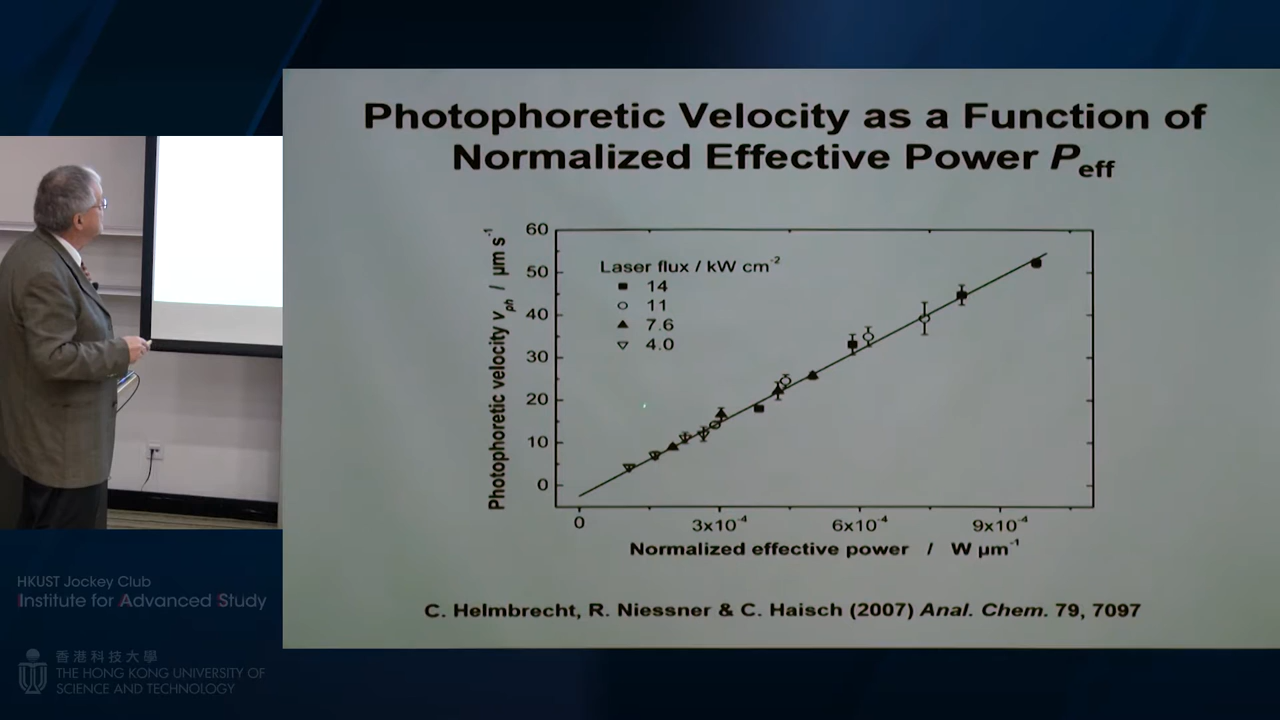 Photophoretic Velocity as a Function of
Normalized Effective Power Peff
Photophoretic velocity vph / µm s-1
60
50
40
30
20
10
0
Laser flux / kW cm-2
14
11
7.6
4.0
0
3x10-4
6x10-4
9x10-4
Normalized effective power / W µm-1
C. Helmbrecht, R. Niessner & C. Haisch (2007) Anal. Chem. 79, 7097
HKUST Jockey Club
Institute for Advanced Study
香港科技大學
THE HONG KONG UNIVERSITY OF
SCIENCE AND TECHNOLOGY